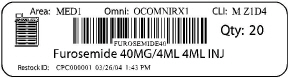 Area: MED1 Omni: OCOMNIRX1 CLI: M Z1D4
Qty: 20
FUROSEMIDE40
Furosemide 40MG/4ML 4ML INJ
Restock ID: CPC000001 03/26/04 1:43 PM